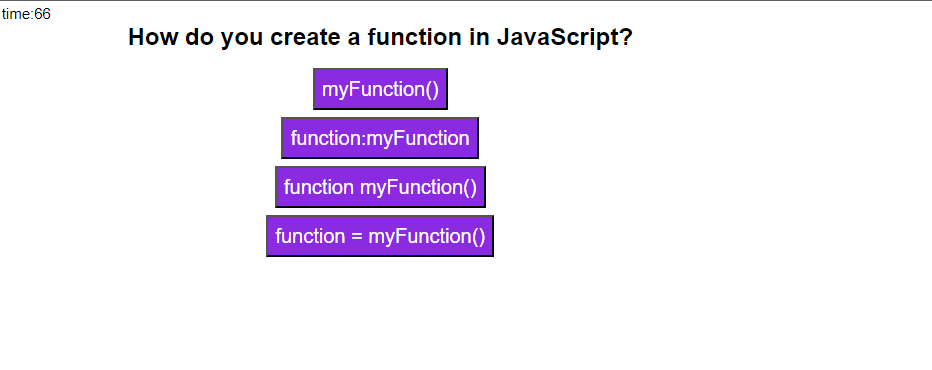 time:66
How do you create a function in JavaScript?
myFunction()
function:myFunction
function myFunction()
function = myFunction()